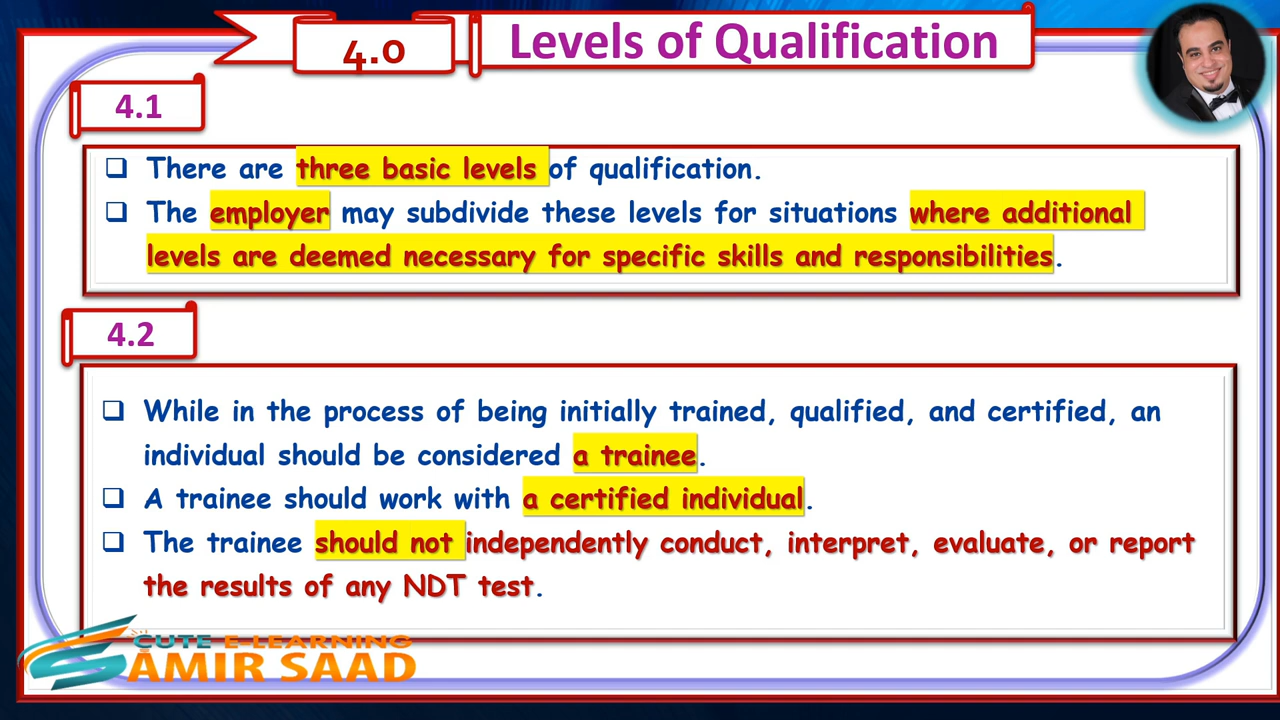 4.0
Levels of Qualification
4.1
❑ There are three basic levels of qualification.
❑ The employer may subdivide these levels for situations where additional
levels are deemed necessary for specific skills and responsibilities.
4.2
❑ While in the process of being initially trained, qualified, and certified, an
individual should be considered a trainee.
❑ A trainee should work with a certified individual.
❑ The trainee should not independently conduct, interpret, evaluate, or report
the results of any NDT test.
CUTE E-LEARNING
AMIR SAAD